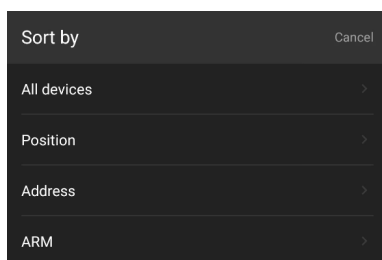 Sort by
Cancel
All devices
Position
Address
ARM